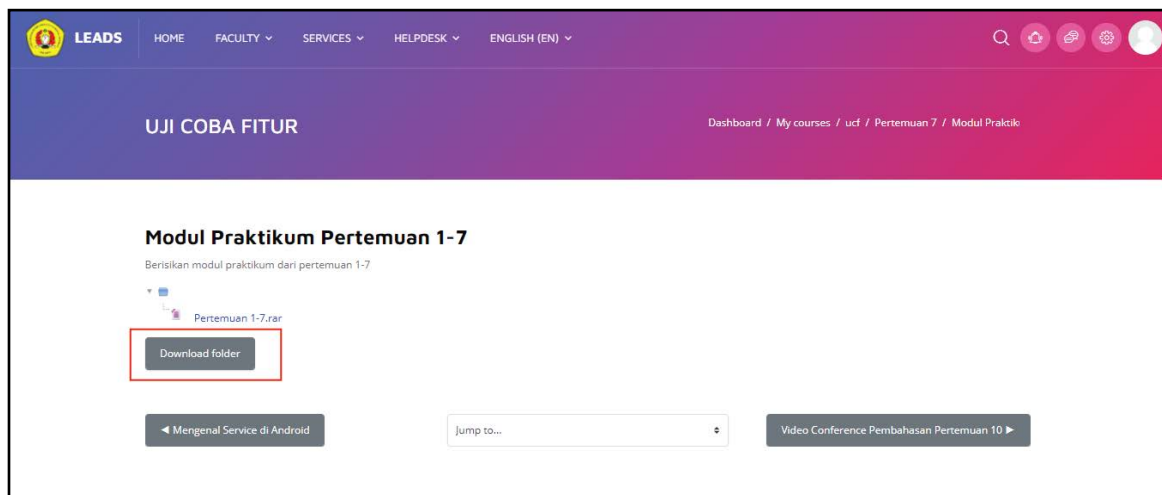 LEADS HOME FACULTY SERVICES HELPDESK ENGLISH (EN)
UJI COBA FITUR
Dashboard / My courses / ucf / Pertemuan 7 / Modul Praktik
Modul Praktikum Pertemuan 1-7
Berisikan modul praktikum dari pertemuan 1-7
Pertemuan 1-7.rar
Download folder
◄ Mengenal Service di Android
Jump to...
Video Conference Pembahasan Pertemuan 10 ►